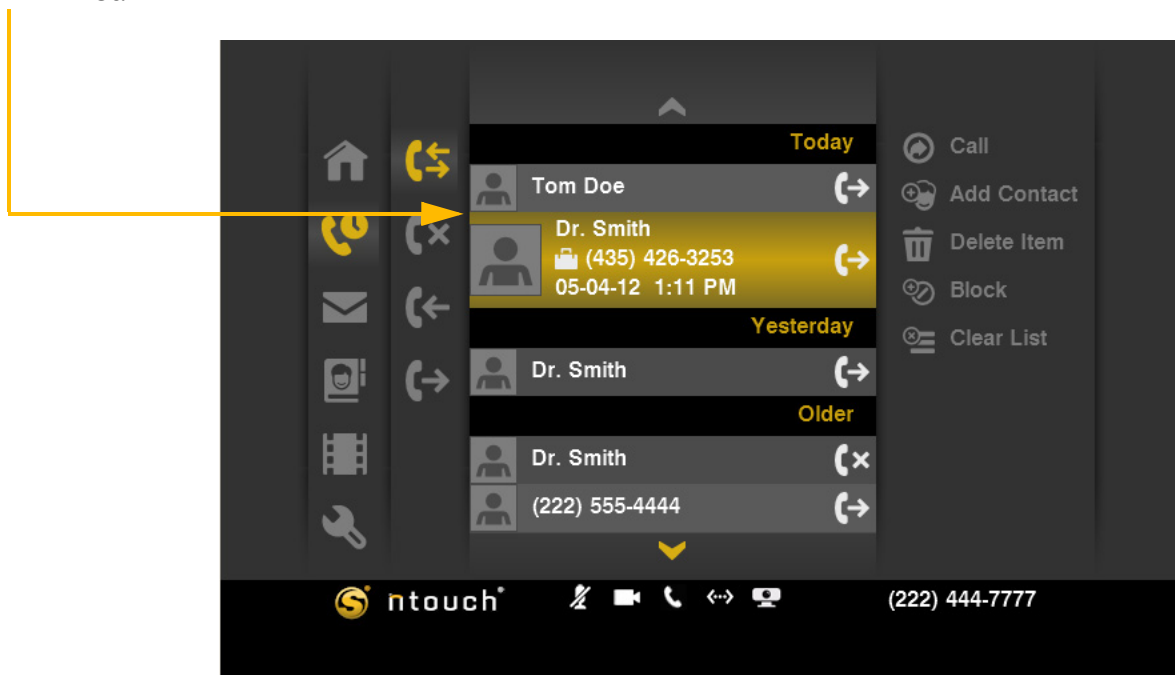 Today
Tom Doe
Dr. Smith
(435) 426-3253
05-04-12 1:11 PM
Yesterday
Dr. Smith
Older
Dr. Smith
(222) 555-4444
Call
Add Contact
Delete Item
Block
Clear List
ntouch®
(222) 444-7777